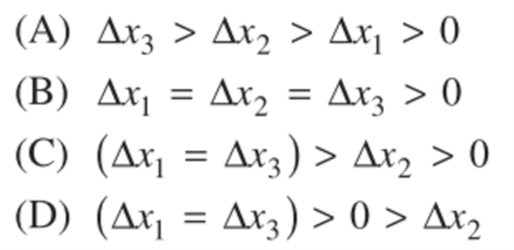 (A) Δx₃ > Δx₂ > Δx₁ > 0
(B) Δx₁ = Δx₂ = Δx₃ > 0
(C) (Δx₁ = Δx₃) > Δx₂ > 0
(D) (Δx₁ = Δx₃) > 0 > Δx₂